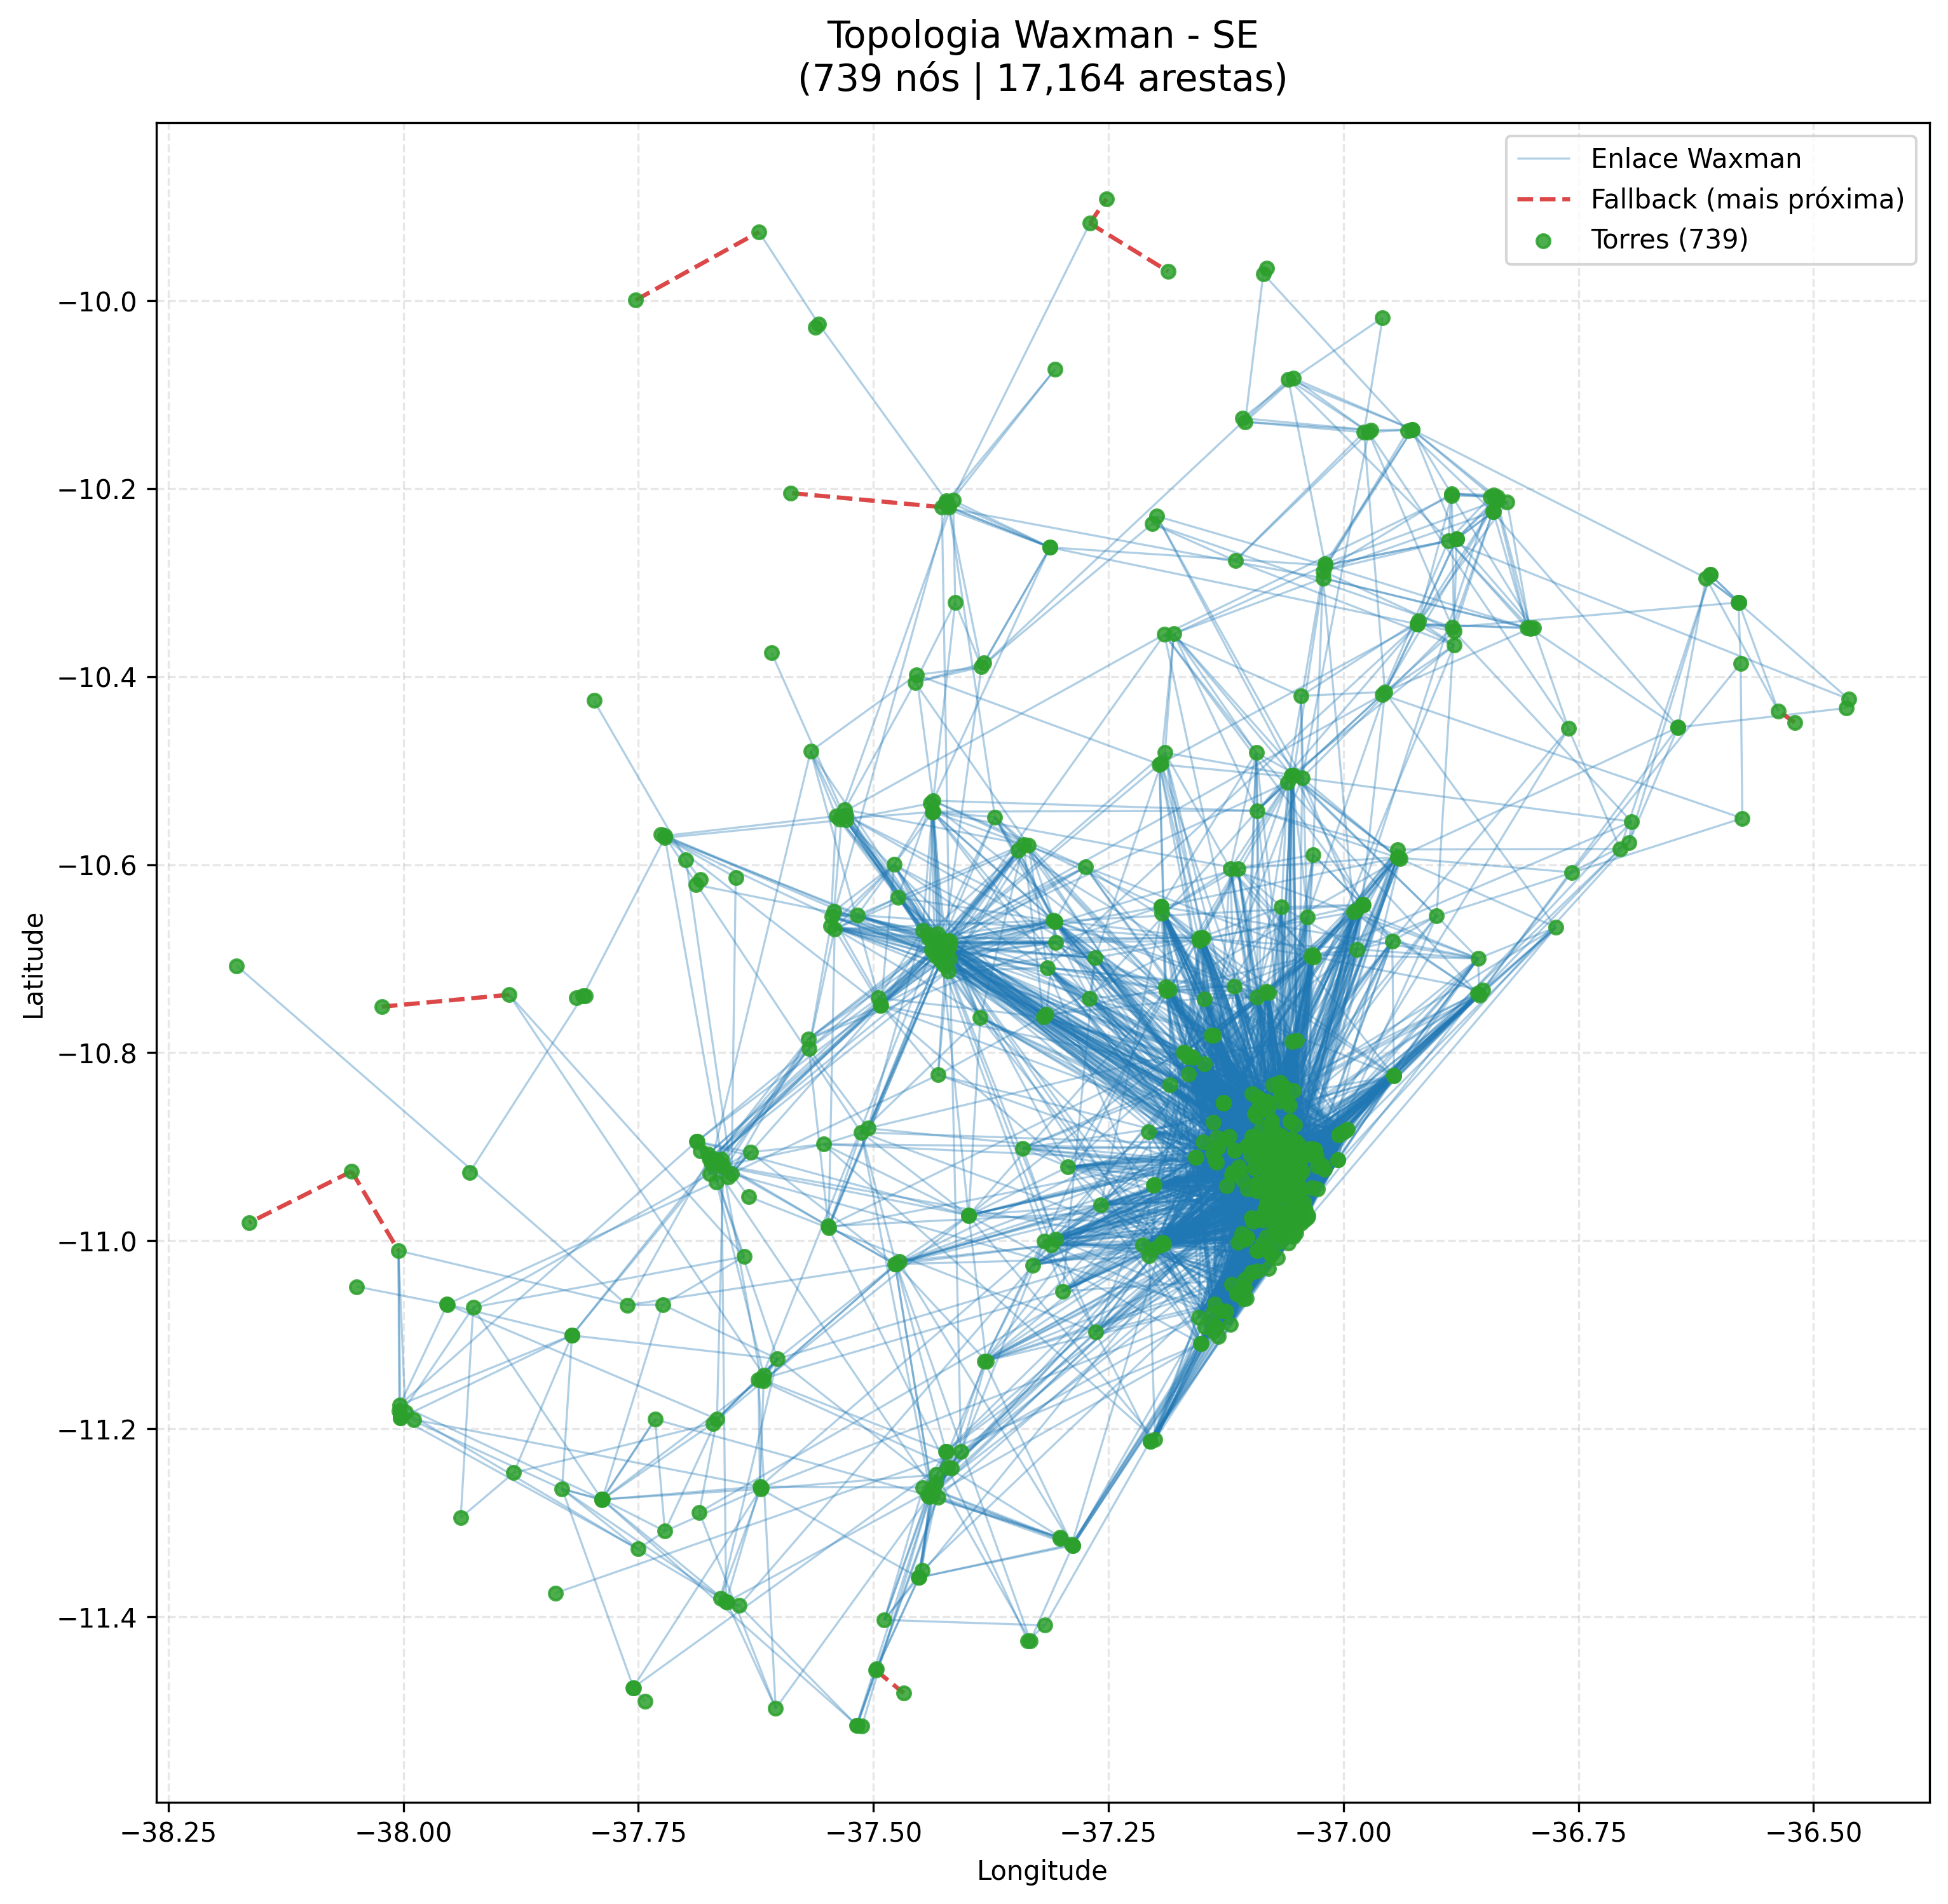 Topologia Waxman - SE
(739 nós | 17,164 arestas)
Enlace Waxman
Fallback (mais próxima)
Torres (739)
Latitude
−10.0
−10.2
−10.4
−10.6
−10.8
−11.0
−11.2
−11.4
−38.25
−38.00
−37.75
−37.50
−37.25
−37.00
−36.75
−36.50
Longitude